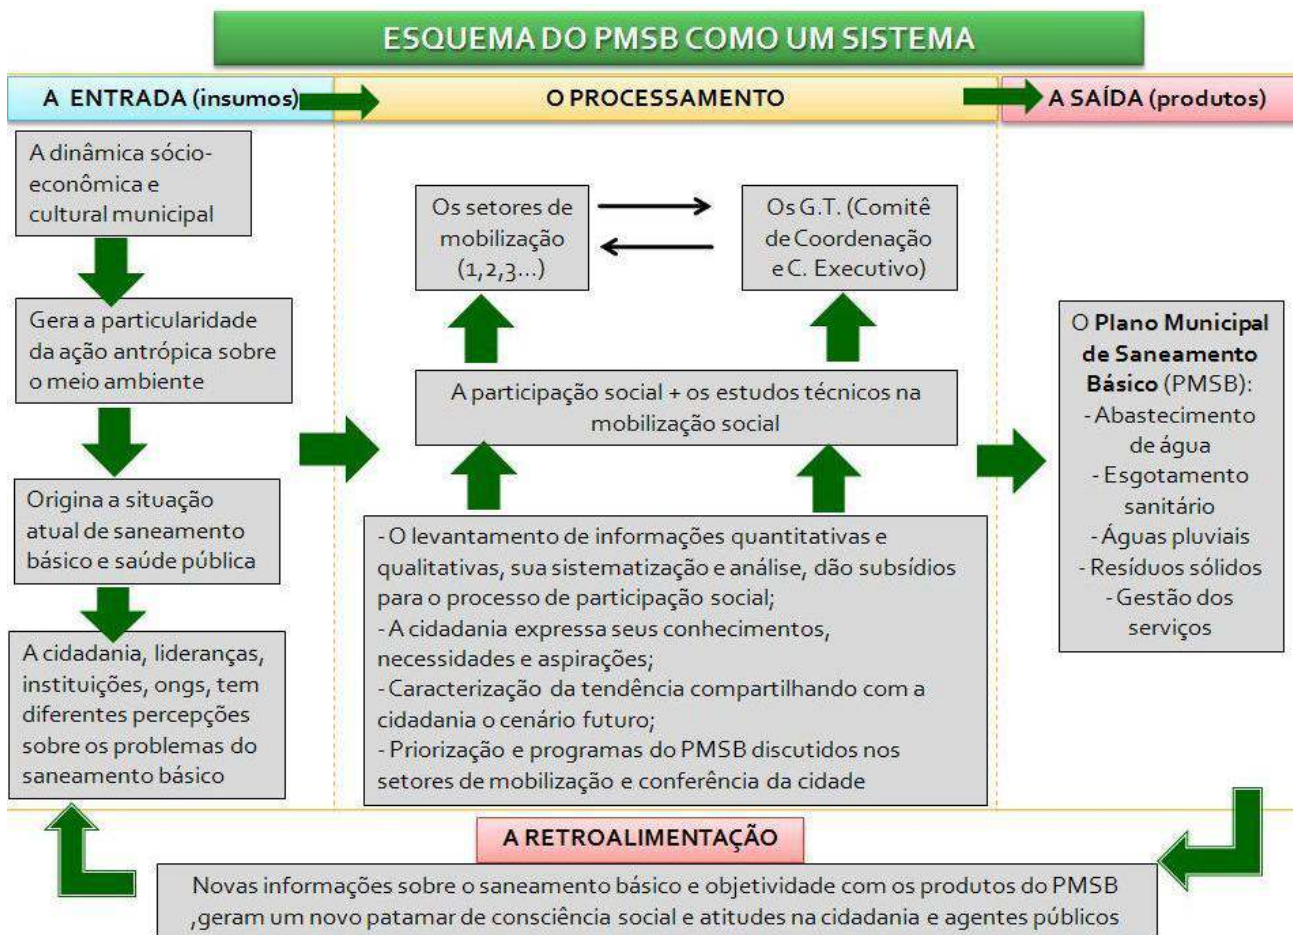 ESQUEMA DO PMSB COMO UM SISTEMA
A ENTRADA (insumos)
O PROCESSAMENTO
A SAÍDA (produtos)
A dinâmica sócio-
econômica e
cultural municipal
Gera a particularidade
da ação antrópica sobre
o meio ambiente
Origina a situação
atual de saneamento
básico e saúde pública
A cidadania, lideranças,
instituições, ongs, tem
diferentes percepções
sobre os problemas do
saneamento básico
Os setores de
mobilização
(1,2,3...)
Os G.T. (Comitê
de Coordenação
e C. Executivo)
A participação social + os estudos técnicos na
mobilização social
- O levantamento de informações quantitativas e
qualitativas, sua sistematização e análise, dão subsídios
para o processo de participação social;
- A cidadania expressa seus conhecimentos,
necessidades e aspirações;
- Caracterização da tendência compartilhando com a
cidadania o cenário futuro;
- Priorização e programas do PMSB discutidos nos
setores de mobilização e conferência da cidade
O Plano Municipal
de Saneamento
Básico (PMSB):
- Abastecimento
de água
- Esgotamento
sanitário
- Águas pluviais
- Resíduos sólidos
- Gestão dos
serviços
A RETROALIMENTAÇÃO
Novas informações sobre o saneamento básico e objetividade com os produtos do PMSB
,geram um novo patamar de consciência social e atitudes na cidadania e agentes públicos